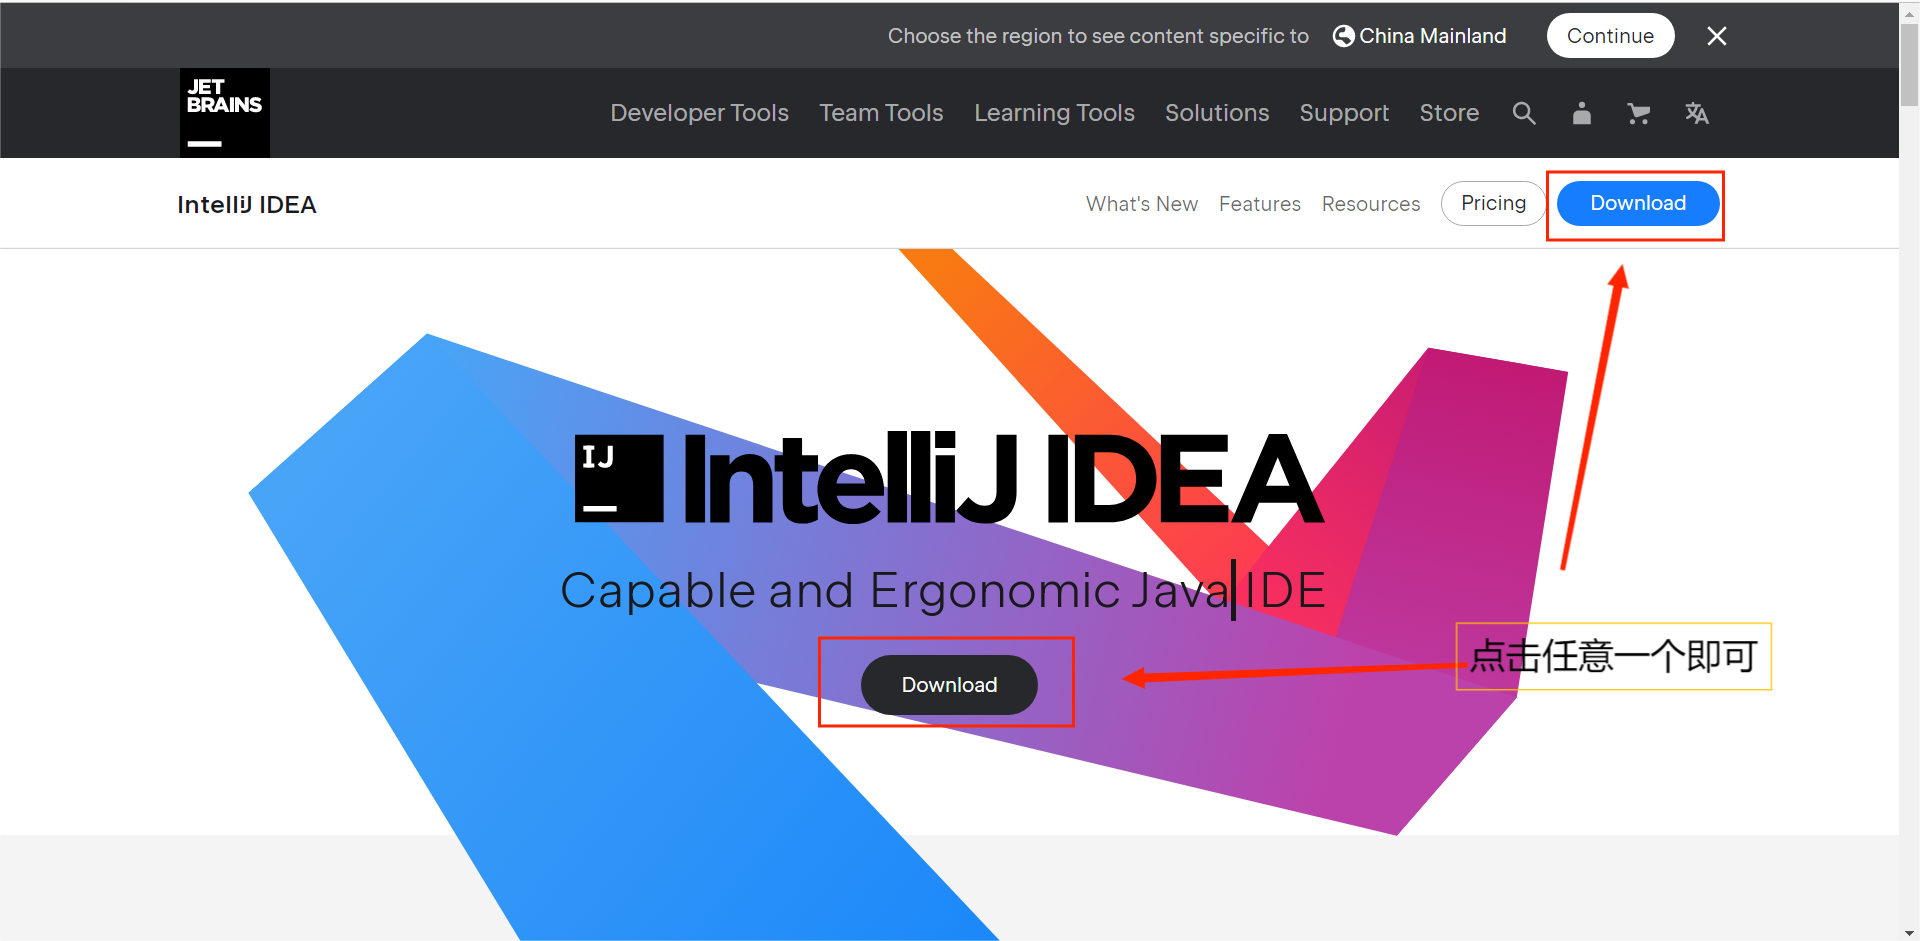 Choose the region to see content specific to China Mainland Continue
JET
BRAINS
Developer Tools Team Tools Learning Tools Solutions Support Store
IntelliJ IDEA What's New Features Resources Pricing Download
IJ
IntelliJ IDEA
Capable and Ergonomic Java IDE
点击任意一个即可
Download